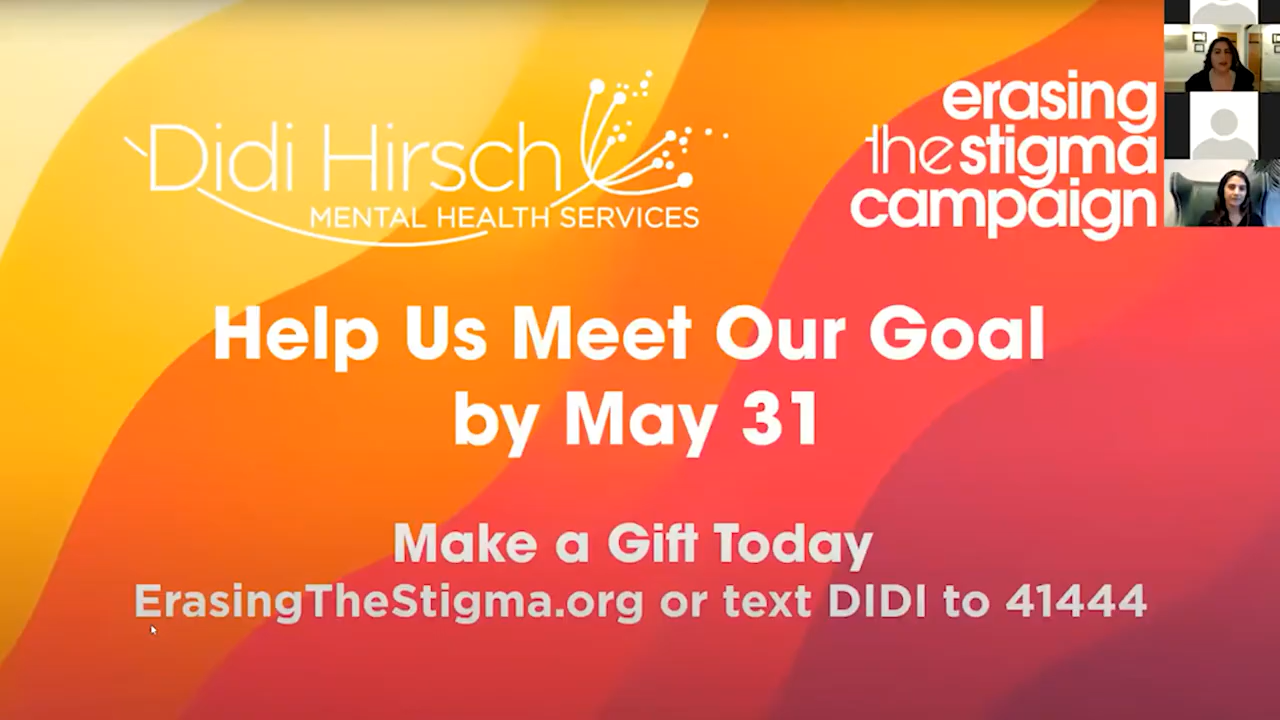 Didi Hirsch
MENTAL HEALTH SERVICES
erasing
the stigma
campaign
Help Us Meet Our Goal
by May 31
Make a Gift Today
ErasingTheStigma.org or text DIDI to 41444